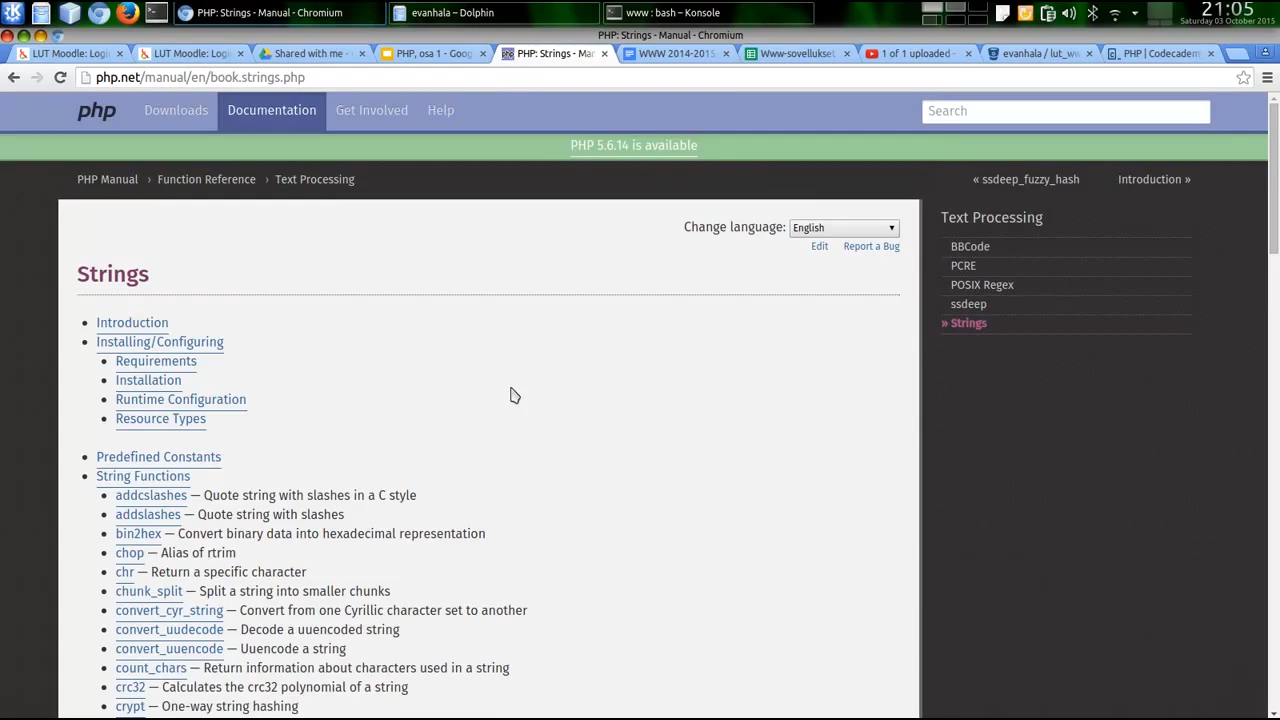 PHP: Strings - Manual - Chromium
evanhala – Dolphin
www : bash – Konsole
21:05
Saturday 03 October 2015
PHP: Strings - Manual - Chromium
LUT Moodle: Logi
LUT Moodle: Logi
Shared with me -
PHP, osa 1 - Goog
PHP: Strings - Man
WWW 2014-2015
Www-sovellukset
1 of 1 uploaded -
evanhala / lut_ww
PHP | Codecadem
php.net/manual/en/book.strings.php
php
Downloads
Documentation
Get Involved
Help
Search
PHP 5.6.14 is available
PHP Manual › Function Reference › Text Processing
« ssdeep_fuzzy_hash
Introduction »
Change language: English
Edit Report a Bug
Strings
Introduction
Installing/Configuring
Requirements
Installation
Runtime Configuration
Resource Types
Predefined Constants
String Functions
addcslashes — Quote string with slashes in a C style
addslashes — Quote string with slashes
bin2hex — Convert binary data into hexadecimal representation
chop — Alias of rtrim
chr — Return a specific character
chunk_split — Split a string into smaller chunks
convert_cyr_string — Convert from one Cyrillic character set to another
convert_uudecode — Decode a uuencoded string
convert_uuencode — Uuencode a string
count_chars — Return information about characters used in a string
crc32 — Calculates the crc32 polynomial of a string
crypt — One-way string hashing
Text Processing
BBCode
PCRE
POSIX Regex
ssdeep
» Strings